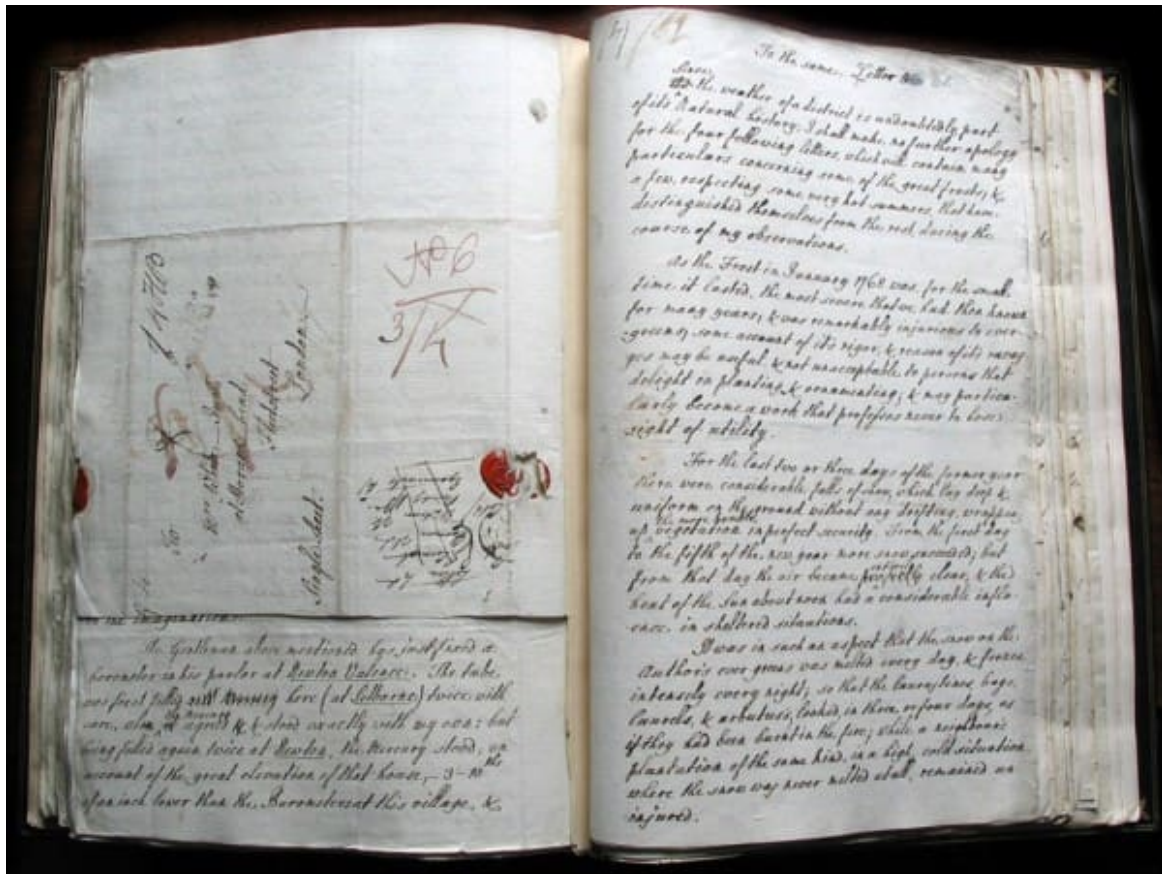 To
White
at Horace's head
Fleetstreet
London
Single sheet.
No 6
3/4
to the imagination.
The Gentleman above mentioned has just fixed a
barometer in his parlor at Newton Valence. The tube
was first filled here (at Selborne) twice with
care, when the mercury agreed & stood exactly with my own: but
being filled again twice at Newton, the Mercury stood, on
account of the great elevation of that house, 3-10 ths
of an inch lower than the Barometers at this village, &
To the same. Letter
Since
the weather of a district is undoubtedly part
of its Natural history, I shall make no further apology
for the four following letters, which will contain many
particulars concerning some of the great frosts; &
a few, respecting some very hot summers, that have
distinguished themselves from the rest during the
course of my observations.
As the Frost in January 1768 was, for the small
time it lasted, the most severe that we had then known
for many years; & was remarkably injurious to ever-
greens; some account of its rigor, & reason of its ravages
may be useful & not unacceptable to persons that
delight in planting & ornamenting; & may particu-
larly become a work that professes never to lose
sight of utility.
For the last two or three days of the former year
there were considerable falls of snow, which lay deep &
uniform on the ground without any drifting, wrapping
up the more humble vegetation in perfect security. From the first day
to the fifth of the new year more snow succeeded; but
from that day the air became entirely clear, & the
heat of the Sun about noon had a considerable influ-
ence in sheltered situations.
It was in such an aspect that the snow on the
Author's ever greens was melted every day, & frozen
intensely every night; so that the laurustines, bays,
laurels, & arbutuses, looked, in three, or four days, as
if they had been burnt in the fire; while a neighbour's
plantation of the same kind, in a high, cold situation
where the snow was never melted at all, remained un
injured.